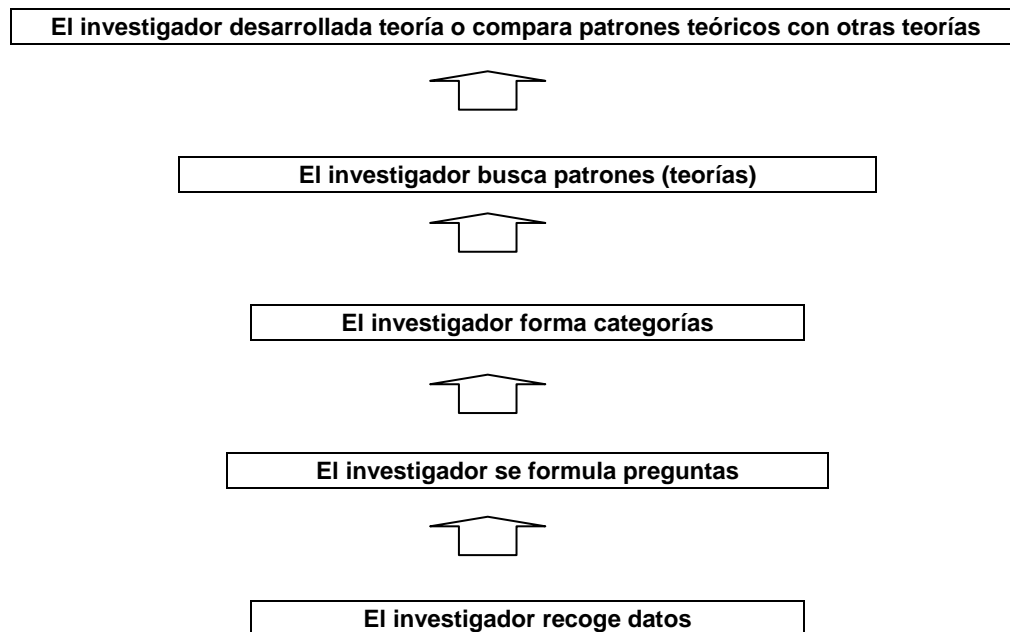 El investigador desarrollada teoría o compara patrones teóricos con otras teorías
El investigador busca patrones (teorías)
El investigador forma categorías
El investigador se formula preguntas
El investigador recoge datos